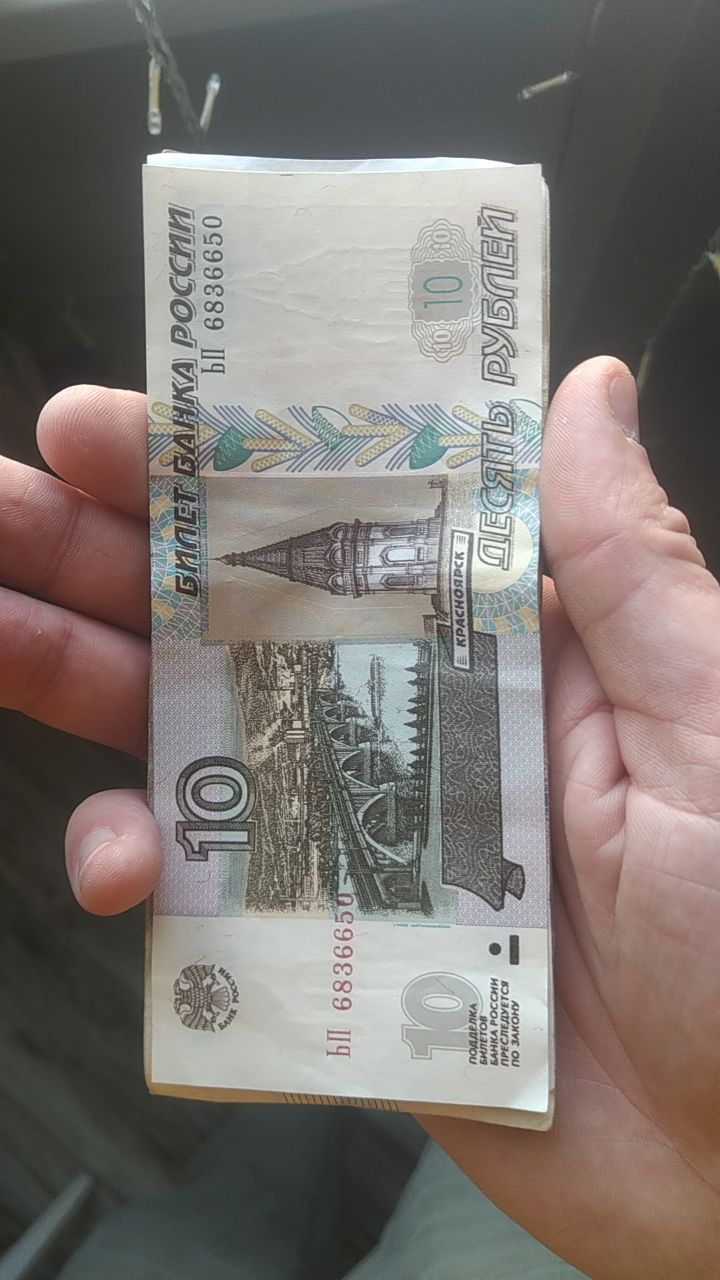 БАНК РОССИИ
10
БИЛЕТ БАНКА РОССИИ
ЬП 6836650
ЬП 6836650
10
ПОДДЕЛКА
БИЛЕТОВ
БАНКА РОССИИ
ПРЕСЛЕДУЕТСЯ
ПО ЗАКОНУ
КРАСНОЯРСК
10 10 10
ДЕСЯТЬ РУБЛЕЙ